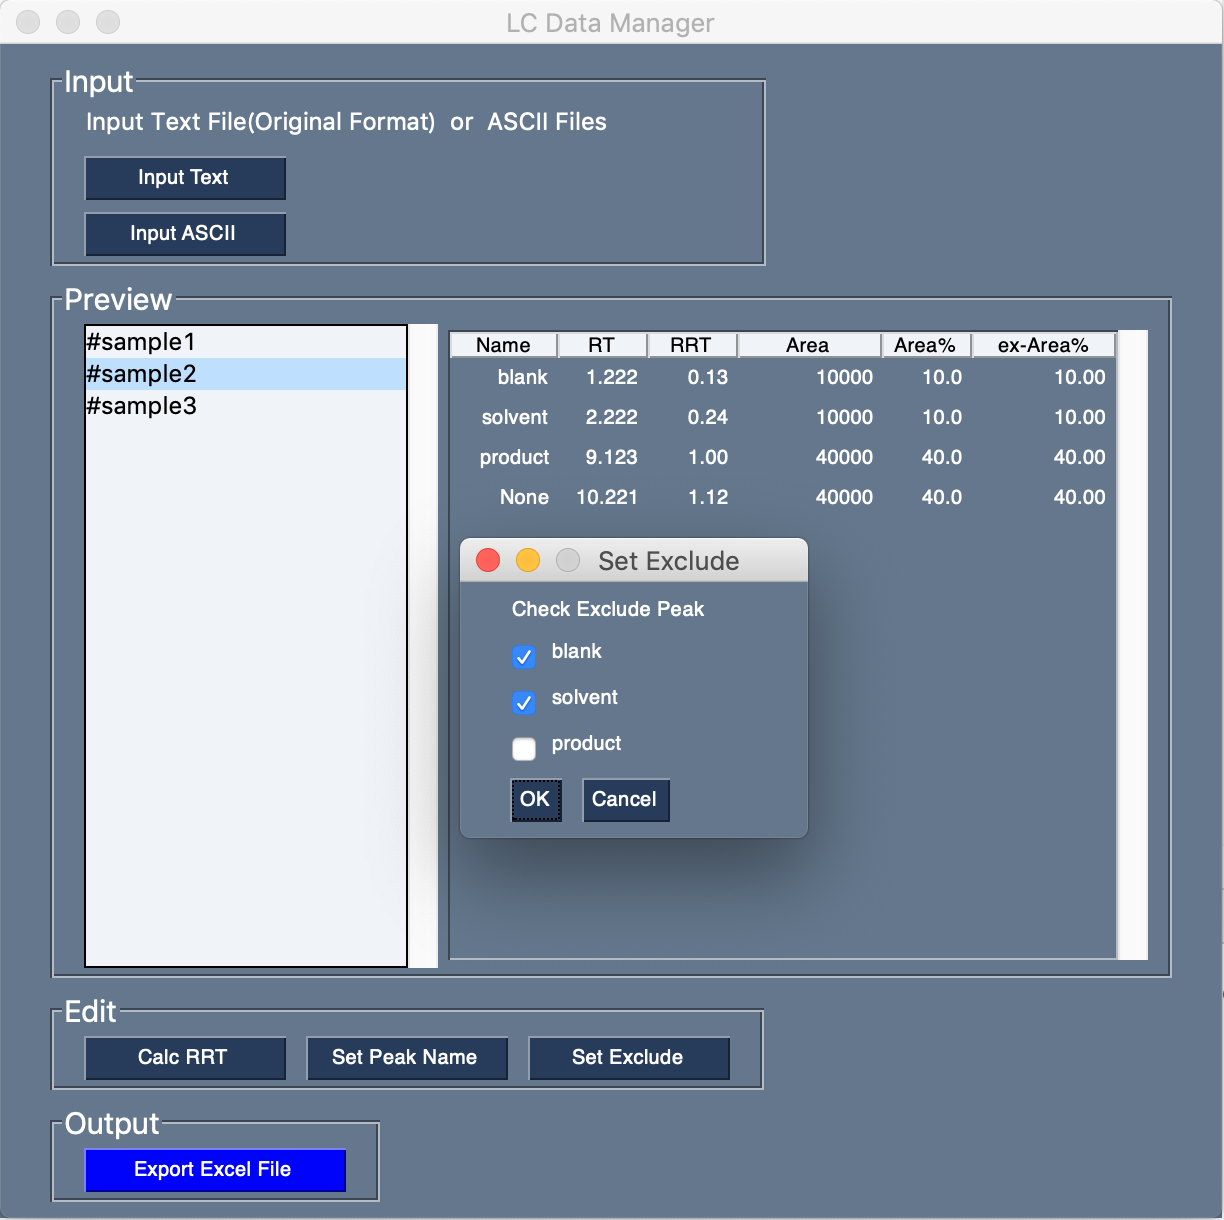 LC Data Manager
Input
Input Text File(Original Format)  or  ASCII Files
Input Text
Input ASCII
Preview
#sample1
#sample2
#sample3
Name RT RRT Area Area% ex-Area%
blank 1.222 0.13 10000 10.0 10.00
solvent 2.222 0.24 10000 10.0 10.00
product 9.123 1.00 40000 40.0 40.00
None 10.221 1.12 40000 40.0 40.00
Set Exclude
Check Exclude Peak
blank
solvent
product
OK Cancel
Edit
Calc RRT Set Peak Name Set Exclude
Output
Export Excel File